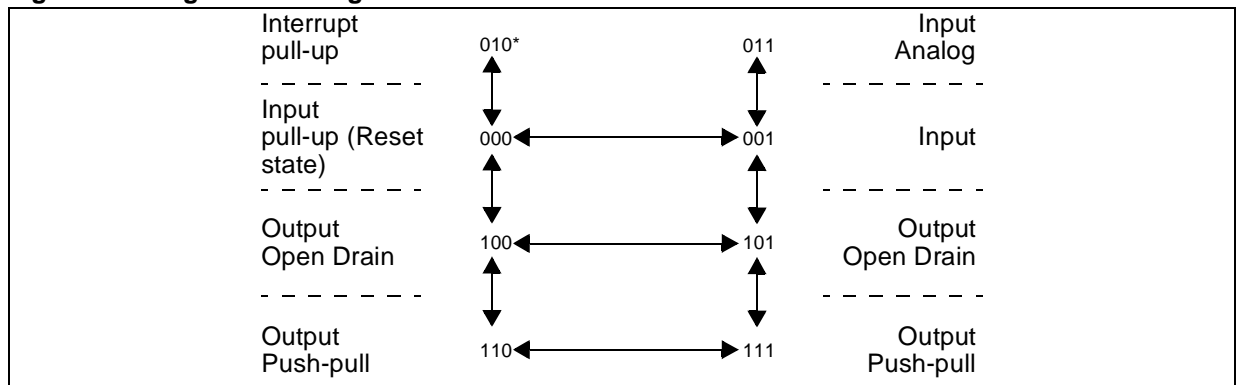 Interrupt
pull-up
010*
011
Input
Analog
Input
pull-up (Reset
state)
000
001
Input
Output
Open Drain
100
101
Output
Open Drain
Output
Push-pull
110
111
Output
Push-pull